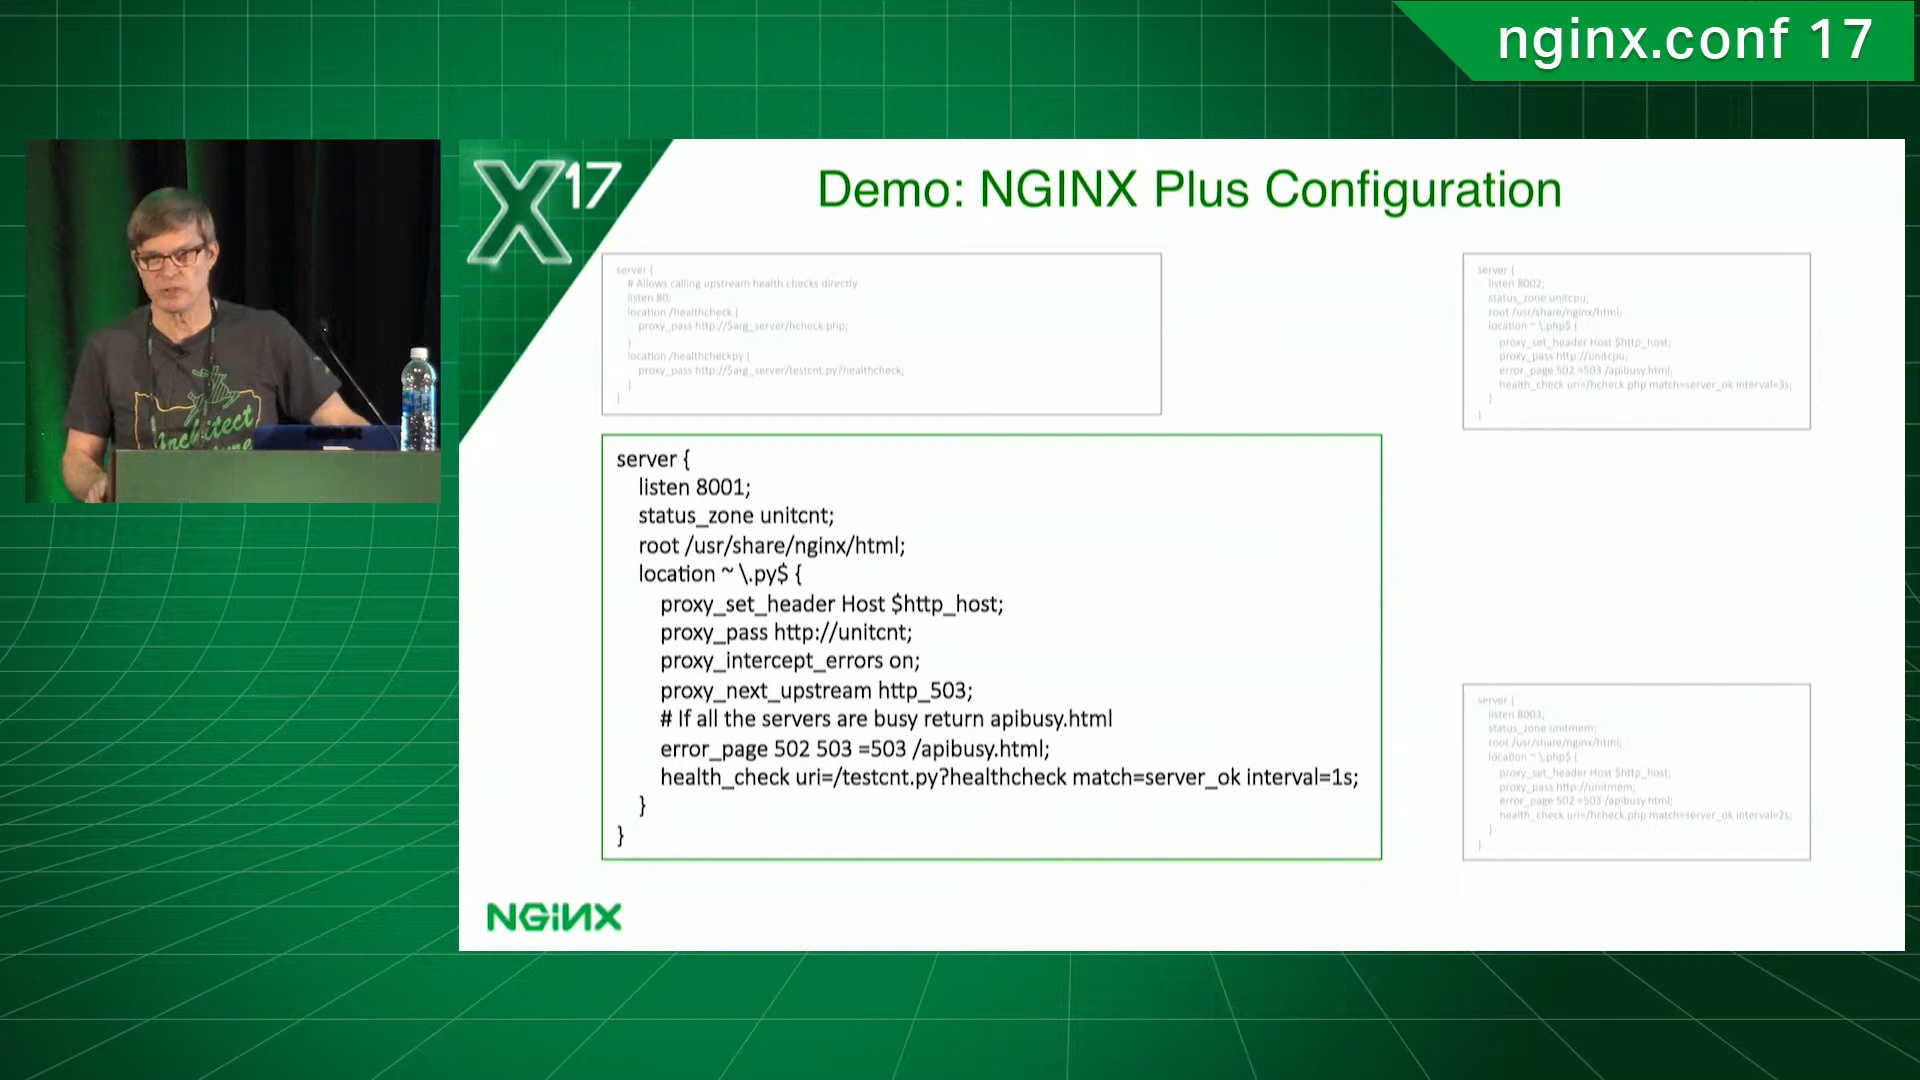 nginx.conf 17
X17
Demo: NGINX Plus Configuration
server {
# Allows calling upstream health checks directly
listen 80;
location /healthcheck {
proxy_pass http://$arg_server/hcheck.php;
}
location /healthcheckpy {
proxy_pass http://$arg_server/testcnt.py?healthcheck;
}
}
server {
listen 8002;
status_zone unitcpu;
root /usr/share/nginx/html;
location ~ \.php$ {
proxy_set_header Host $http_host;
proxy_pass http://unitcpu;
error_page 502 =503 /apibusy.html;
health_check uri=/hcheck.php match=server_ok interval=3s;
}
}
server {
listen 8001;
status_zone unitcnt;
root /usr/share/nginx/html;
location ~ \.py$ {
proxy_set_header Host $http_host;
proxy_pass http://unitcnt;
proxy_intercept_errors on;
proxy_next_upstream http_503;
# If all the servers are busy return apibusy.html
error_page 502 503 =503 /apibusy.html;
health_check uri=/testcnt.py?healthcheck match=server_ok interval=1s;
}
}
server {
listen 8003;
status_zone unitmem;
root /usr/share/nginx/html;
location ~ \.php$ {
proxy_set_header Host $http_host;
proxy_pass http://unitmem;
error_page 502 =503 /apibusy.html;
health_check uri=/hcheck.php match=server_ok interval=2s;
}
}
Architect
NGINX